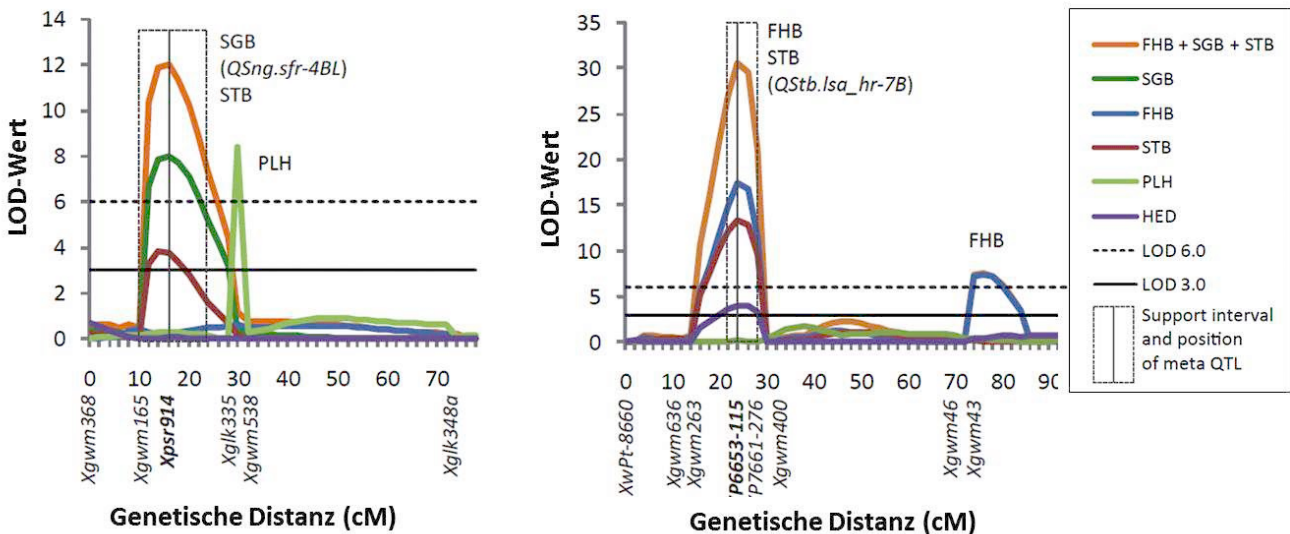 14
12
10
8
6
4
2
0
LOD-Wert
SGB
(QSng.sfr-4BL)
STB
PLH
0 10 20 30 40 50 60 70
Xgwm368
Xgwm165
Xpsr914
Xglk335
Xgwm538
Xglk348a
Genetische Distanz (cM)
35
30
25
20
15
10
5
0
LOD-Wert
FHB
STB
(QStb.lsa_hr-7B)
FHB
0 10 20 30 40 50 60 70 80 90
XwPt-8660
Xgwm636
Xgwm263
P6653-115
P7661-276
Xgwm400
Xgwm46
Xgwm43
Genetische Distanz (cM)
FHB + SGB + STB
SGB
FHB
STB
PLH
HED
LOD 6.0
LOD 3.0
Support interval
and position
of meta QTL